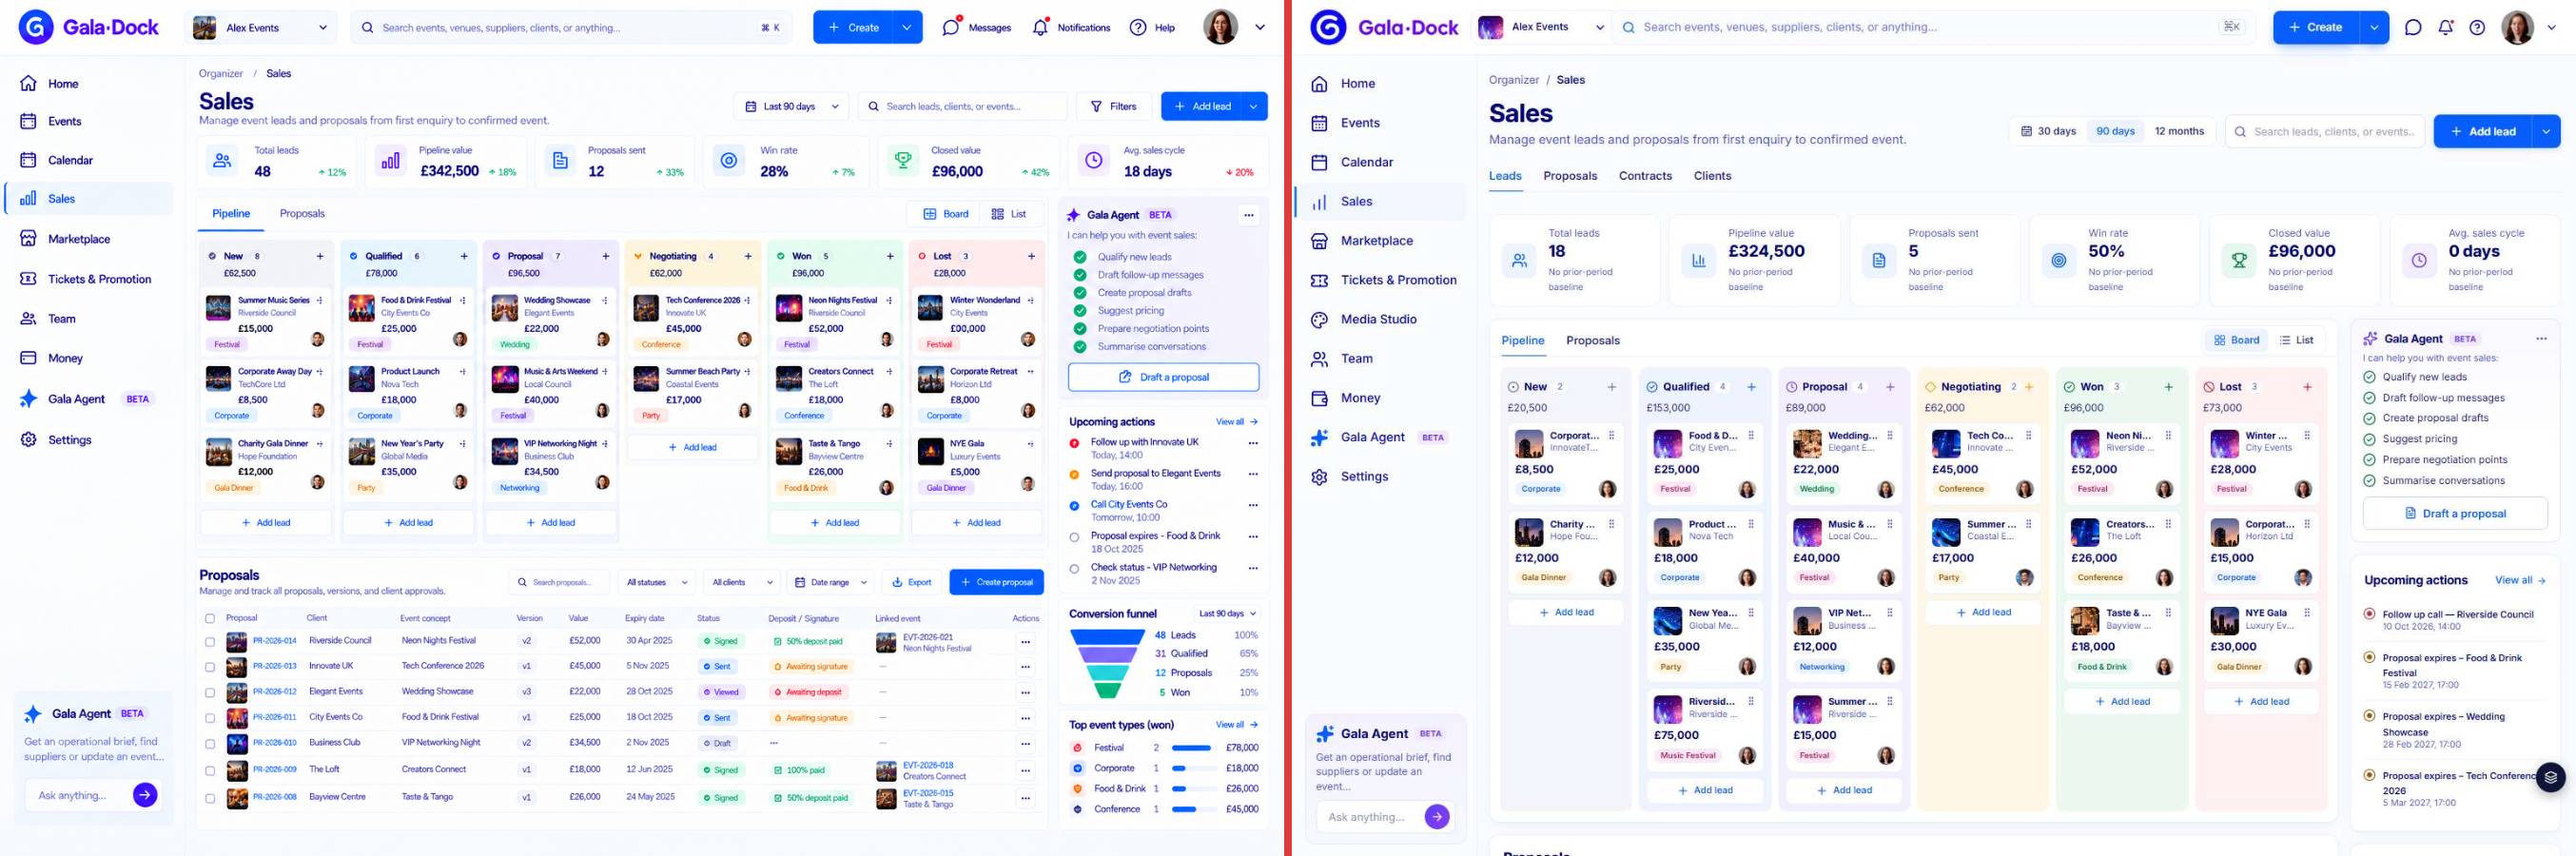 Gala·Dock
Alex Events
Search events, venues, suppliers, clients, or anything...
⌘ K
+ Create
Messages
Notifications
Help
Home
Events
Calendar
Sales
Marketplace
Tickets & Promotion
Team
Money
Gala Agent BETA
Settings
Gala Agent BETA
Get an operational brief, find
suppliers or update an event...
Ask anything...
Organizer / Sales
Sales
Manage event leads and proposals from first enquiry to confirmed event.
Last 90 days
Search leads, clients, or events...
Filters
+ Add lead
Total leads
48 ↑ 12%
Pipeline value
£342,500 ↑ 18%
Proposals sent
12 ↑ 33%
Win rate
28% ↑ 7%
Closed value
£96,000 ↑ 42%
Avg. sales cycle
18 days ↓ 20%
Pipeline Proposals
Board List
New 8 +
£62,500
Summer Music Series
Riverside Council
£15,000
Festival
Corporate Away Day
TechCore Ltd
£8,500
Corporate
Charity Gala Dinner
Hope Foundation
£12,000
Gala Dinner
+ Add lead
Qualified 6 +
£78,000
Food & Drink Festival
City Events Co
£25,000
Festival
Product Launch
Nova Tech
£18,000
Corporate
New Year's Party
Global Media
£35,000
Party
+ Add lead
Proposal 7 +
£96,500
Wedding Showcase
Elegant Events
£22,000
Wedding
Music & Arts Weekend
Local Council
£40,000
Festival
VIP Networking Night
Business Club
£34,500
Networking
+ Add lead
Negotiating 4 +
£62,000
Tech Conference 2026
Innovate UK
£45,000
Conference
Summer Beach Party
Coastal Events
£17,000
Party
+ Add lead
Won 5 +
£96,000
Neon Nights Festival
Riverside Council
£52,000
Festival
Creators Connect
The Loft
£18,000
Conference
Taste & Tango
Bayview Centre
£26,000
Food & Drink
+ Add lead
Lost 3 +
£28,000
Winter Wonderland
City Events
£00,000
Festival
Corporate Retreat
Horizon Ltd
£8,000
Corporate
NYE Gala
Luxury Events
£5,000
Gala Dinner
+ Add lead
Gala Agent BETA
I can help you with event sales:
Qualify new leads
Draft follow-up messages
Create proposal drafts
Suggest pricing
Prepare negotiation points
Summarise conversations
Draft a proposal
Upcoming actions View all →
Follow up with Innovate UK
Today, 14:00
Send proposal to Elegant Events
Today, 16:00
Call City Events Co
Tomorrow, 10:00
Proposal expires - Food & Drink
18 Oct 2025
Check status - VIP Networking
2 Nov 2025
Conversion funnel Last 90 days
48 Leads 100%
31 Qualified 65%
12 Proposals 25%
5 Won 10%
Top event types (won) View all →
Festival 2 £78,000
Corporate 1 £18,000
Food & Drink 1 £26,000
Conference 1 £45,000
Proposals
Manage and track all proposals, versions, and client approvals.
Search proposals...
All statuses
All clients
Date range
Export
+ Create proposal
Proposal Client Event concept Version Value Expiry date Status Deposit / Signature Linked event Actions
PR-2026-014 Riverside Council Neon Nights Festival v2 £52,000 30 Apr 2025 Signed 50% deposit paid EVT-2026-021
Neon Nights Festival
PR-2026-013 Innovate UK Tech Conference 2026 v1 £45,000 5 Nov 2025 Sent Awaiting signature —
PR-2026-012 Elegant Events Wedding Showcase v3 £22,000 28 Oct 2025 Viewed Awaiting deposit —
PR-2026-011 City Events Co Food & Drink Festival v1 £25,000 18 Oct 2025 Sent Awaiting signature —
PR-2026-010 Business Club VIP Networking Night v2 £34,500 2 Nov 2025 Draft --- —
PR-2026-009 The Loft Creators Connect v1 £18,000 12 Jun 2025 Signed 100% paid EVT-2026-018
Creators Connect
PR-2026-008 Bayview Centre Taste & Tango v1 £26,000 24 May 2025 Signed 50% deposit paid EVT-2026-015
Taste & Tango
Gala·Dock
Alex Events
Search events, venues, suppliers, clients, or anything...
⌘K
+ Create
Home
Events
Calendar
Sales
Marketplace
Tickets & Promotion
Media Studio
Team
Money
Gala Agent BETA
Settings
Gala Agent BETA
Get an operational brief, find
suppliers or update an
event...
Ask anything...
Organizer / Sales
Sales
Manage event leads and proposals from first enquiry to confirmed event.
30 days 90 days 12 months
Search leads, clients, or events..
+ Add lead
Leads Proposals Contracts Clients
Total leads
18
No prior-period
baseline
Pipeline value
£324,500
No prior-period
baseline
Proposals sent
5
No prior-period
baseline
Win rate
50%
No prior-period
baseline
Closed value
£96,000
No prior-period
baseline
Avg. sales cycle
0 days
No prior-period
baseline
Pipeline Proposals
Board List
New 2 +
£20,500
Corporat...
InnovateT...
£8,500
Corporate
Charity ...
Hope Fou...
£12,000
Gala Dinner
+ Add lead
Qualified 4 +
£153,000
Food & D...
City Even...
£25,000
Festival
Product ...
Nova Tech
£18,000
Corporate
New Yea...
Global Me...
£35,000
Party
Riversid...
Riverside ...
£75,000
Music Festival
+ Add lead
Proposal 4 +
£89,000
Wedding...
Elegant E...
£22,000
Wedding
Music & ...
Local Cou...
£40,000
Festival
VIP Net...
Business ...
£12,000
Networking
Summer ...
Riverside ...
£15,000
Festival
+ Add lead
Negotiating 2 +
£62,000
Tech Co...
Innovate ...
£45,000
Conference
Summer ...
Coastal E...
£17,000
Party
+ Add lead
Won 3 +
£96,000
Neon Ni...
Riverside ...
£52,000
Festival
Creators...
The Loft
£26,000
Conference
Taste & ...
Bayview ...
£18,000
Food & Drink
+ Add lead
Lost 3 +
£73,000
Winter ...
City Events
£28,000
Festival
Corporat...
Horizon Ltd
£15,000
Corporate
NYE Gala
Luxury Ev...
£30,000
Gala Dinner
+ Add lead
Gala Agent BETA
I can help you with event sales:
Qualify new leads
Draft follow-up messages
Create proposal drafts
Suggest pricing
Prepare negotiation points
Summarise conversations
Draft a proposal
Upcoming actions View all →
Follow up call — Riverside Council
10 Oct 2026, 14:00
Proposal expires – Food & Drink
Festival
15 Feb 2027, 17:00
Proposal expires – Wedding
Showcase
28 Feb 2027, 17:00
Proposal expires – Tech Conferenc
2026
5 Mar 2027, 17:00
Proposals